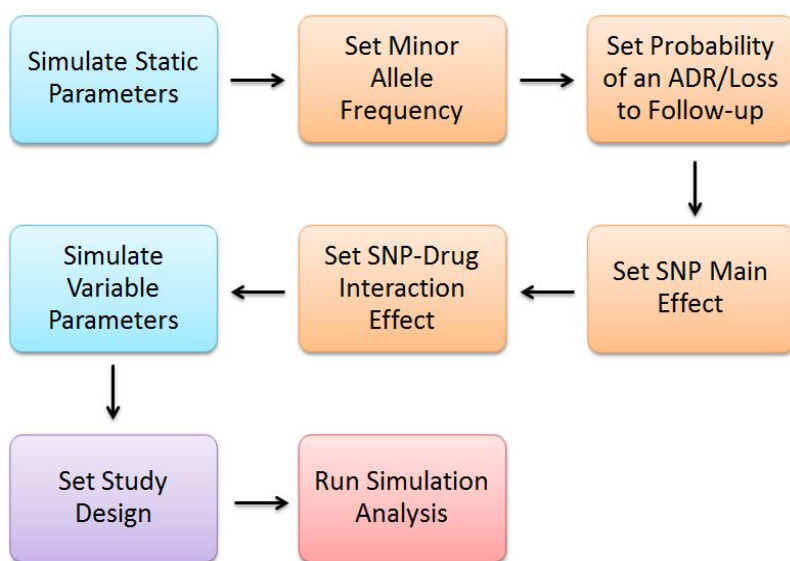 Simulate Static
Parameters
Set Minor
Allele
Frequency
Set Probability
of an ADR/Loss
to Follow-up
Set SNP Main
Effect
Set SNP-Drug
Interaction
Effect
Simulate
Variable
Parameters
Set Study
Design
Run Simulation
Analysis